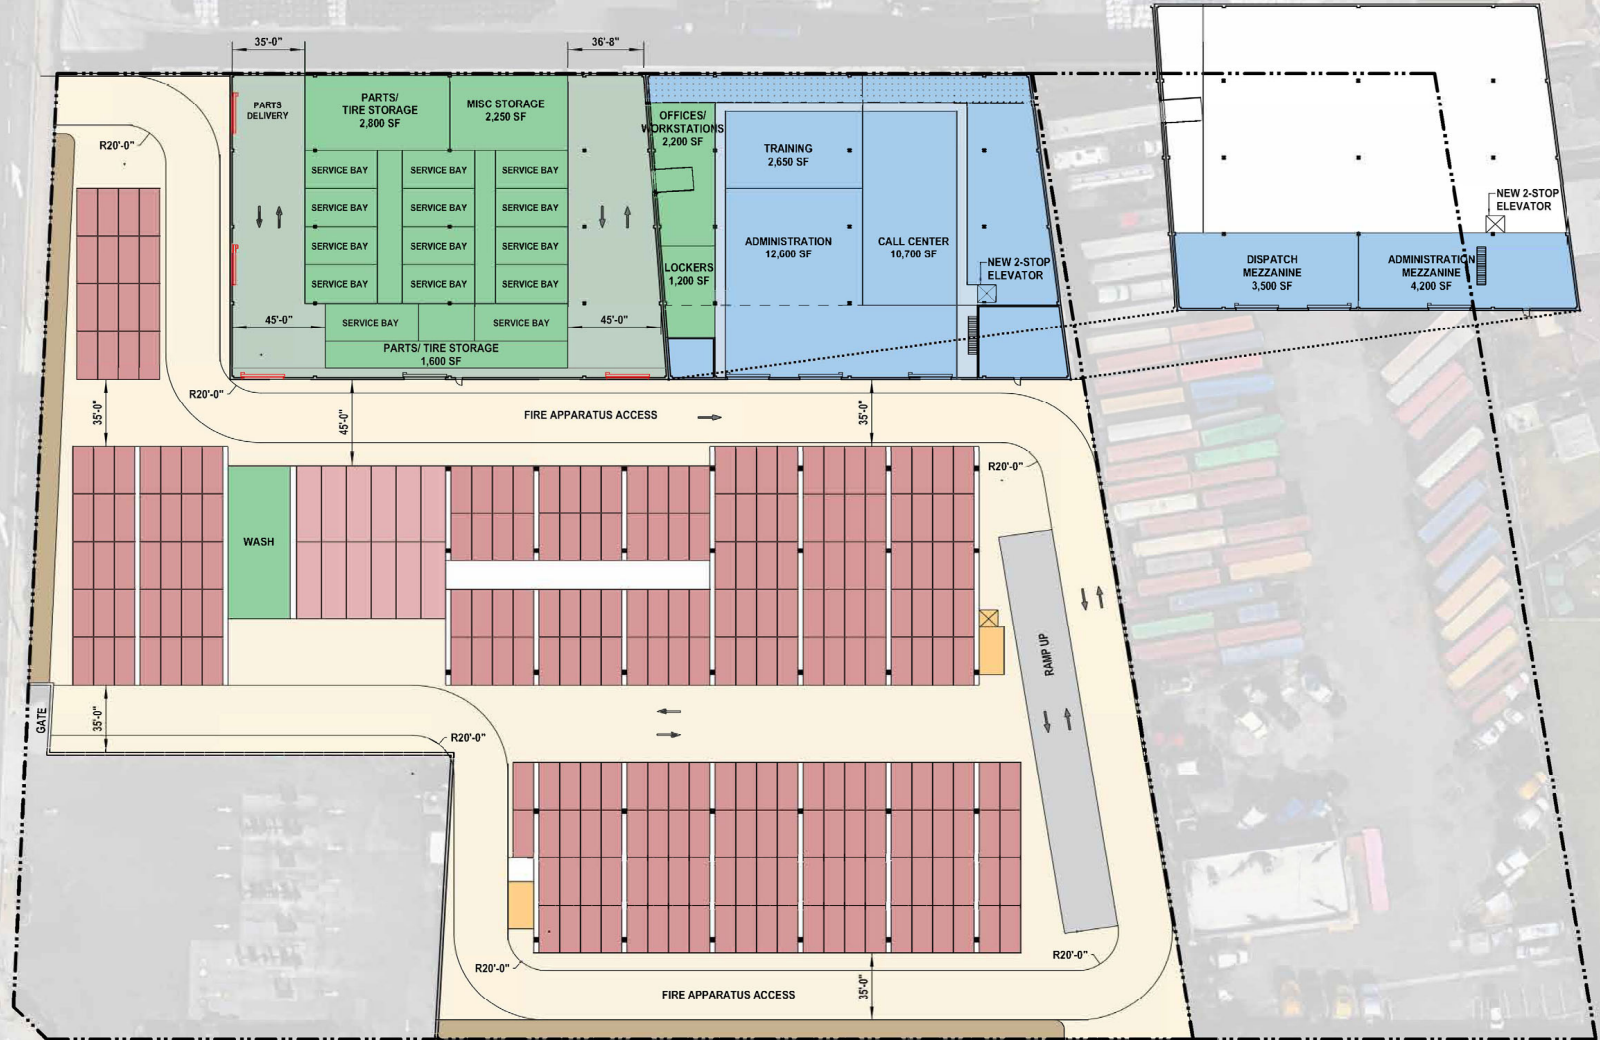 35'-0"
36'-8"
PARTS
DELIVERY
PARTS/
TIRE STORAGE
2,800 SF
MISC STORAGE
2,250 SF
OFFICES/
WORKSTATIONS
2,200 SF
TRAINING
2,650 SF
R20'-0"
SERVICE BAY
SERVICE BAY
SERVICE BAY
SERVICE BAY
SERVICE BAY
SERVICE BAY
SERVICE BAY
SERVICE BAY
SERVICE BAY
SERVICE BAY
SERVICE BAY
SERVICE BAY
NEW 2-STOP
ELEVATOR
ADMINISTRATION
12,600 SF
CALL CENTER
10,700 SF
LOCKERS
1,200 SF
NEW 2-STOP
ELEVATOR
DISPATCH
MEZZANINE
3,500 SF
ADMINISTRATION
MEZZANINE
4,200 SF
45'-0"
SERVICE BAY
SERVICE BAY
45'-0"
PARTS/ TIRE STORAGE
1,600 SF
R20'-0"
35'-0"
45'-0"
FIRE APPARATUS ACCESS
35'-0"
R20'-0"
WASH
RAMP UP
GATE
35'-0"
R20'-0"
R20'-0"
R20'-0"
FIRE APPARATUS ACCESS
35'-0"